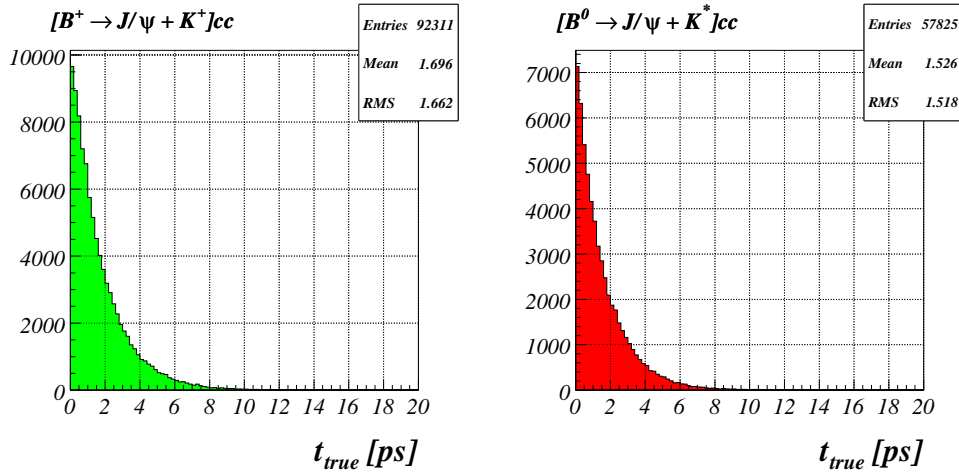 [B⁺ → J/ψ + K⁺]cc
Entries 92311
Mean 1.696
RMS 1.662
10000
8000
6000
4000
2000
0
0 2 4 6 8 10 12 14 16 18 20
t_true [ps]
[B⁰ → J/ψ + K*]cc
Entries 57825
Mean 1.526
RMS 1.518
7000
6000
5000
4000
3000
2000
1000
0
0 2 4 6 8 10 12 14 16 18 20
t_true [ps]